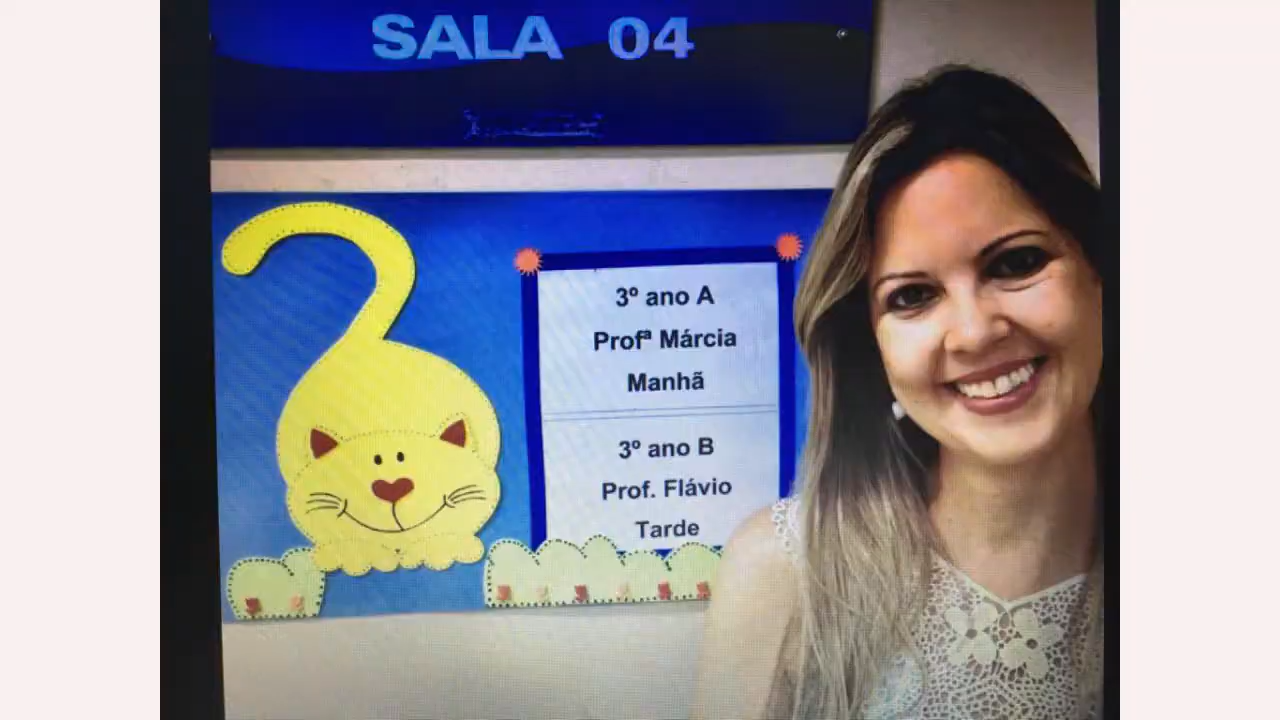 SALA 04
3º ano A
Profª Márcia
Manhã
3º ano B
Prof. Flávio
Tarde